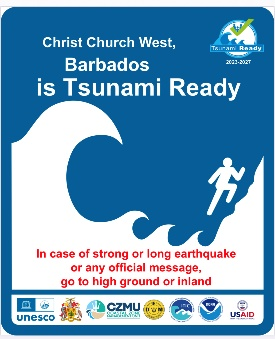 Christ Church West,
Barbados
is Tsunami Ready
Tsunami Ready
2023-2027
In case of strong or long earthquake
or any official message,
go to high ground or inland
unesco
CZMU
USAID